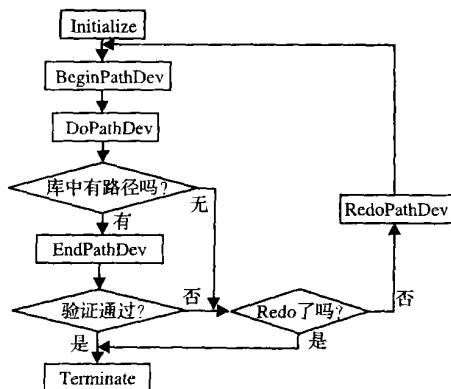 Initialize
BeginPathDev
DoPathDev
库中有路径吗?
无
有
RedoPathDev
EndPathDev
验证通过?
否
Redo了吗?
否
是
是
Terminate